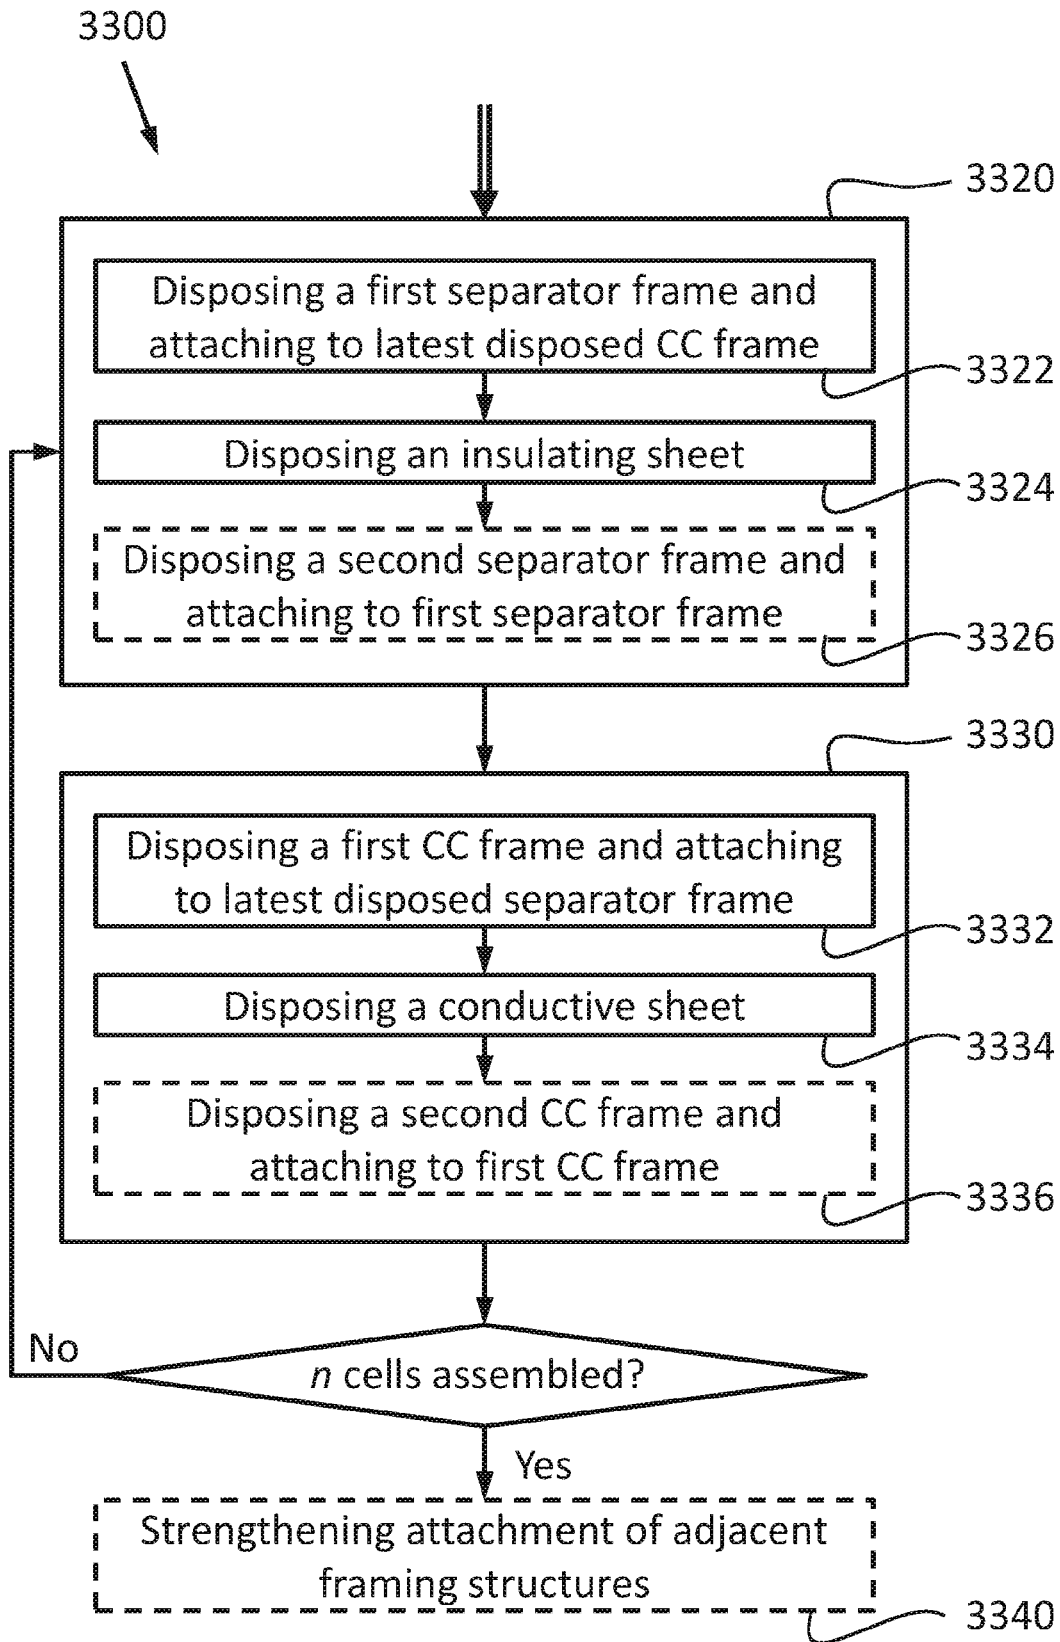 3300
3320
Disposing a first separator frame and
attaching to latest disposed CC frame
3322
Disposing an insulating sheet
3324
Disposing a second separator frame and
attaching to first separator frame
3326
3330
Disposing a first CC frame and attaching
to latest disposed separator frame
3332
Disposing a conductive sheet
3334
Disposing a second CC frame and
attaching to first CC frame
3336
No
n cells assembled?
Yes
Strengthening attachment of adjacent
framing structures
3340